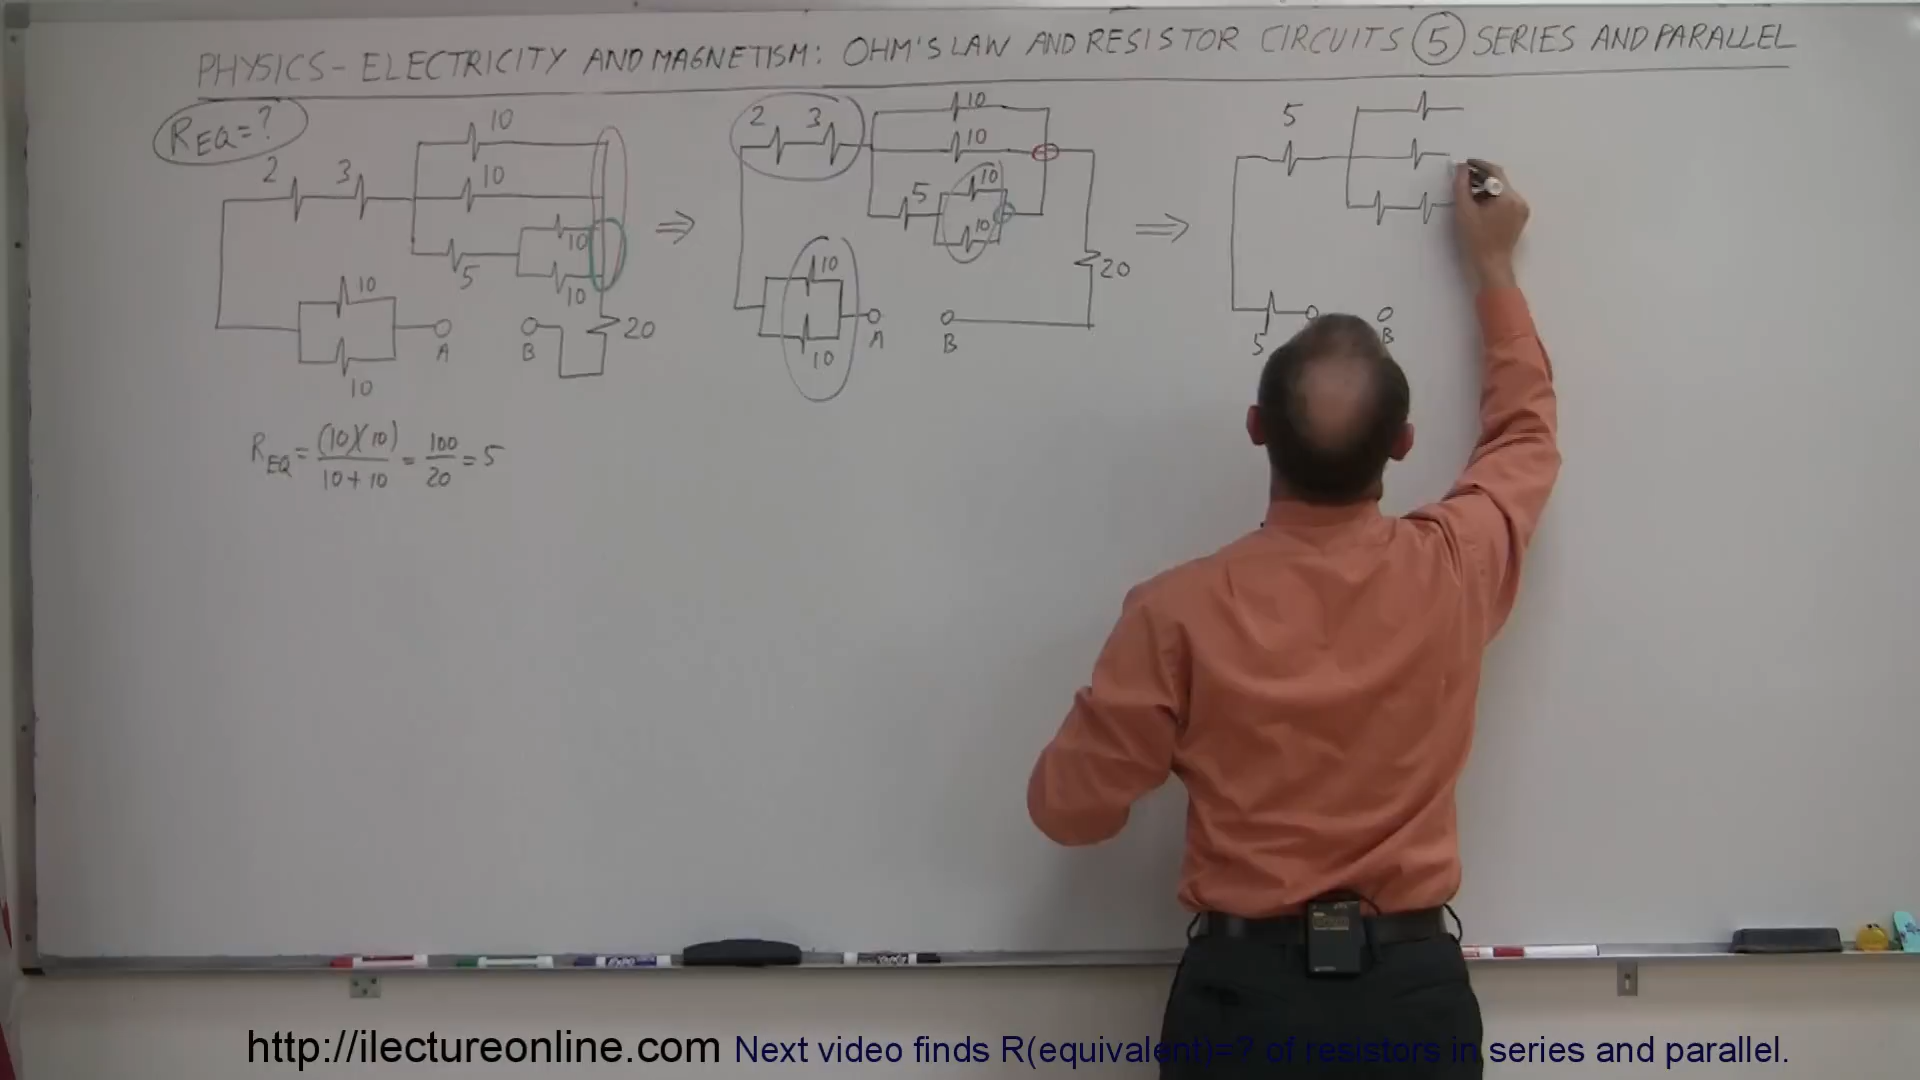 PHYSICS - ELECTRICITY AND MAGNETISM: OHM'S LAW AND RESISTOR CIRCUITS 5 SERIES AND PARALLEL
REQ = ?
10
2 3 10
10
5 10
10
10
A B 20
2 3 10
10
5 10
10
10
10
A B 20
5
5
B
REQ = (10)(10) / 10 + 10 = 100 / 20 = 5
http://ilectureonline.com Next video finds R(equivalent)=? of resistors in series and parallel.